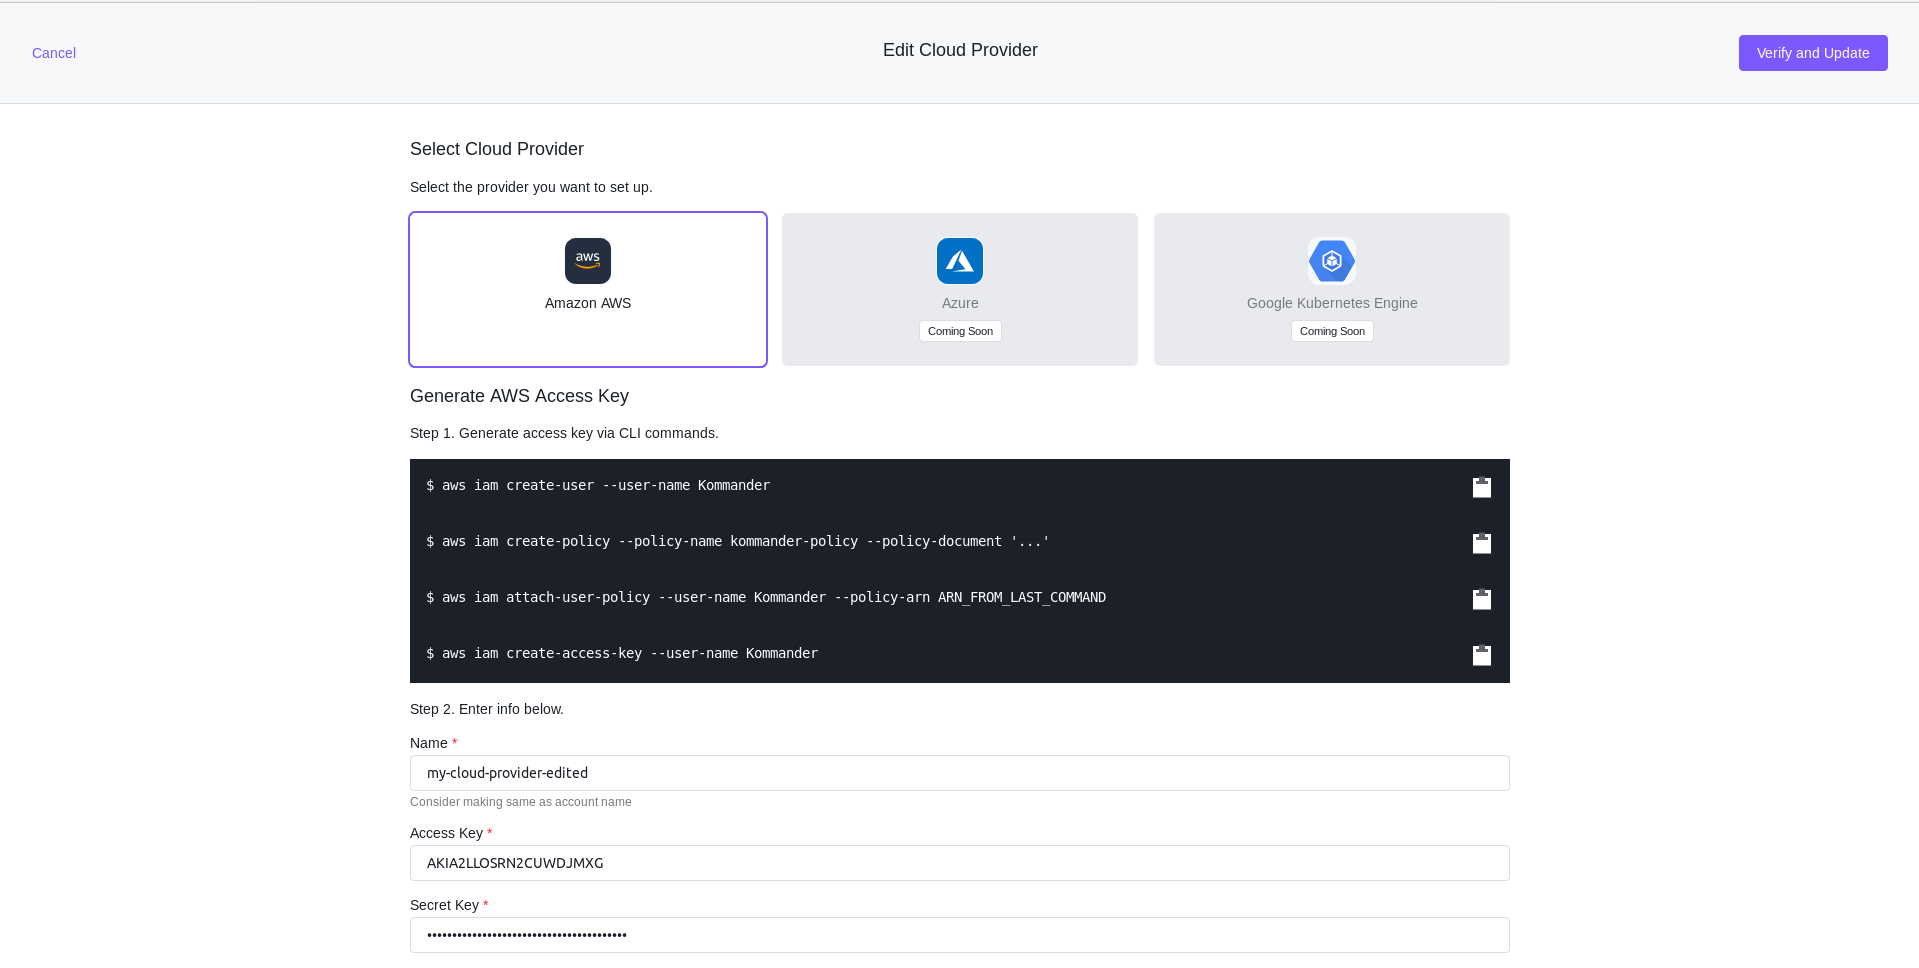 Cancel
Edit Cloud Provider
Verify and Update
Select Cloud Provider
Select the provider you want to set up.
aws
Amazon AWS
Azure
Coming Soon
Google Kubernetes Engine
Coming Soon
Generate AWS Access Key
Step 1. Generate access key via CLI commands.
$ aws iam create-user --user-name Kommander
$ aws iam create-policy --policy-name kommander-policy --policy-document '...'
$ aws iam attach-user-policy --user-name Kommander --policy-arn ARN_FROM_LAST_COMMAND
$ aws iam create-access-key --user-name Kommander
Step 2. Enter info below.
Name *
my-cloud-provider-edited
Consider making same as account name
Access Key *
AKIA2LLOSRN2CUWDJMXG
Secret Key *
••••••••••••••••••••••••••••••••••••••••